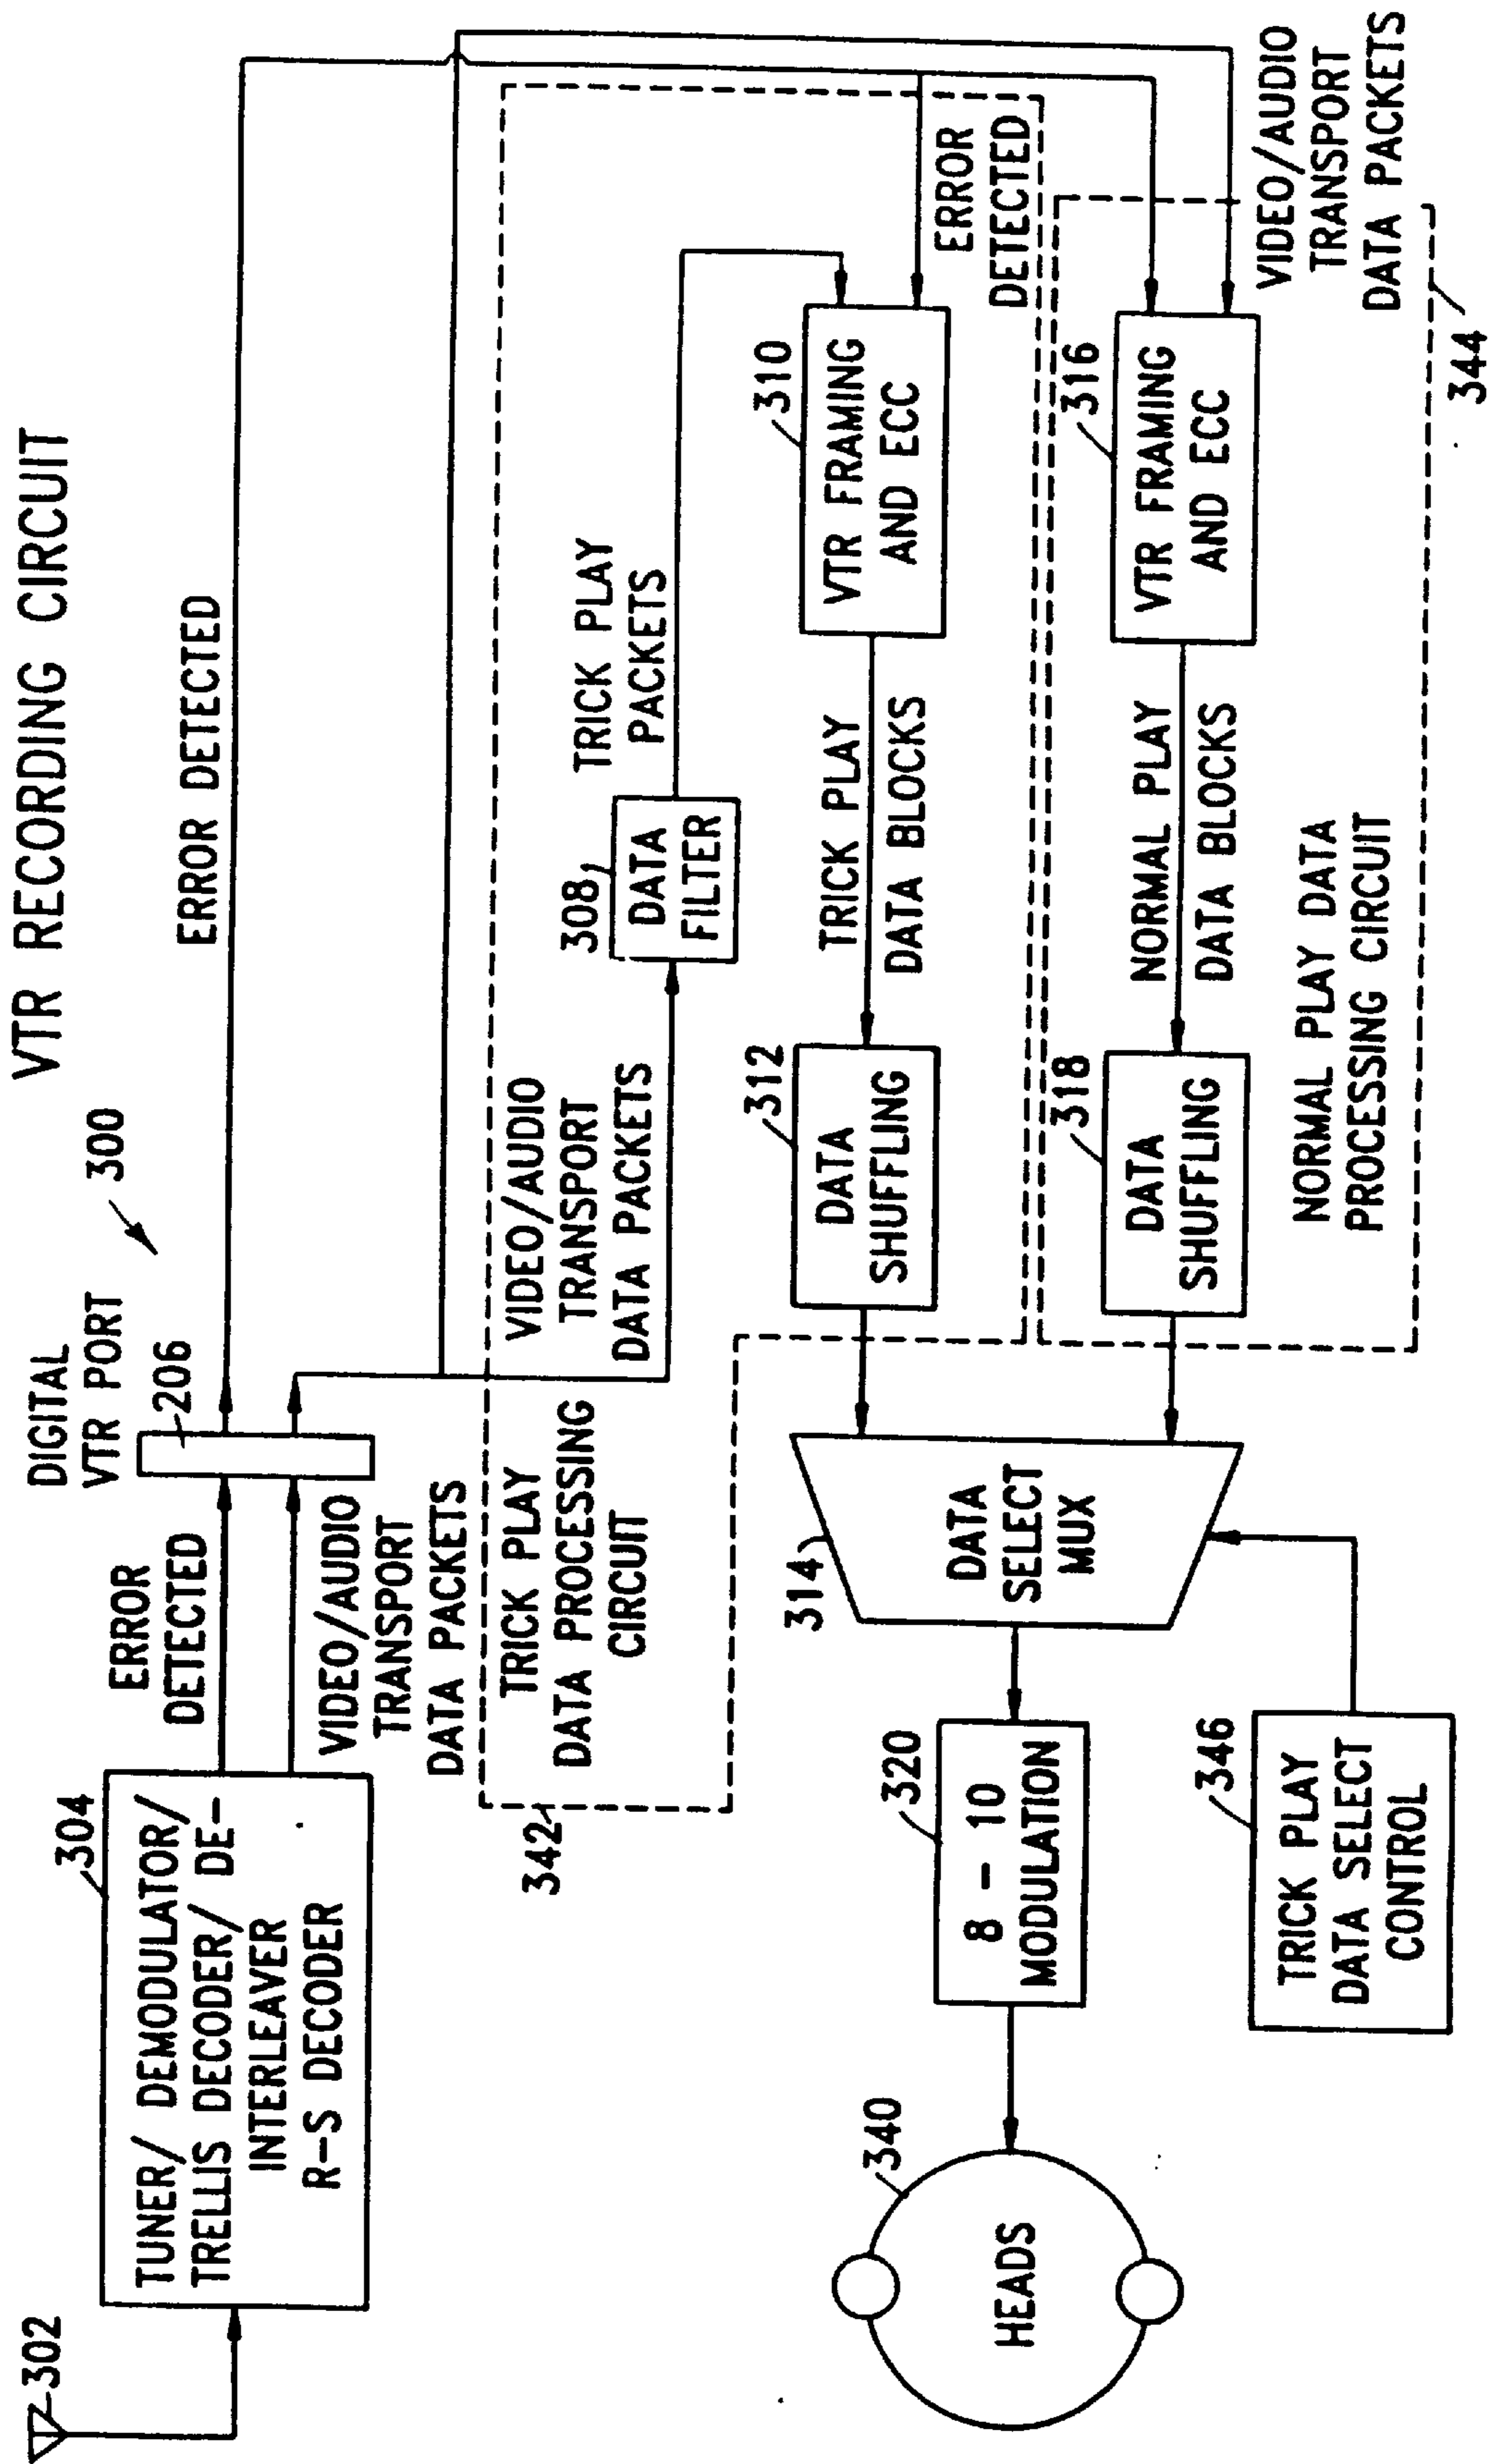 VTR RECORDING CIRCUIT
300
302
304
TUNER/ DEMODULATOR/
TRELLIS DECODER/ DE-
INTERLEAVER
R-S DECODER
ERROR
DETECTED
VIDEO/AUDIO
TRANSPORT
DATA PACKETS
DIGITAL
VTR PORT
206
ERROR DETECTED
342
TRICK PLAY
DATA PROCESSING
CIRCUIT
VIDEO/AUDIO
TRANSPORT
DATA PACKETS
308
DATA
FILTER
TRICK PLAY
PACKETS
310
VTR FRAMING
AND ECC
ERROR
DETECTED
TRICK PLAY
DATA BLOCKS
312
DATA
SHUFFLING
314
DATA
SELECT
MUX
316
VTR FRAMING
AND ECC
VIDEO/AUDIO
TRANSPORT
DATA PACKETS
NORMAL PLAY
DATA BLOCKS
318
DATA
SHUFFLING
NORMAL PLAY DATA
PROCESSING CIRCUIT
344
320
8 - 10
MODULATION
340
HEADS
346
TRICK PLAY
DATA SELECT
CONTROL